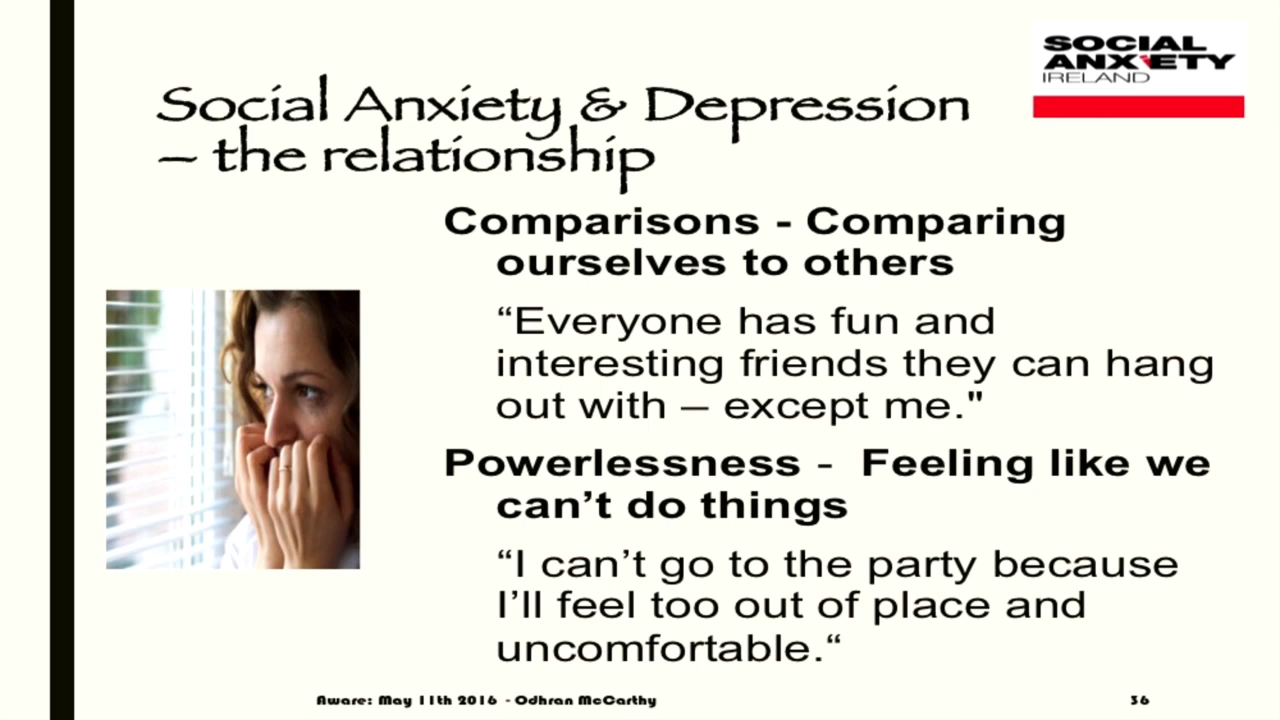 SOCIAL
ANXIETY
IRELAND
Social Anxiety & Depression
– the relationship
Comparisons - Comparing
ourselves to others
“Everyone has fun and
interesting friends they can hang
out with – except me."
Powerlessness - Feeling like we
can’t do things
“I can’t go to the party because
I’ll feel too out of place and
uncomfortable.“
Aware: May 11th 2016 - Odhran McCarthy
36